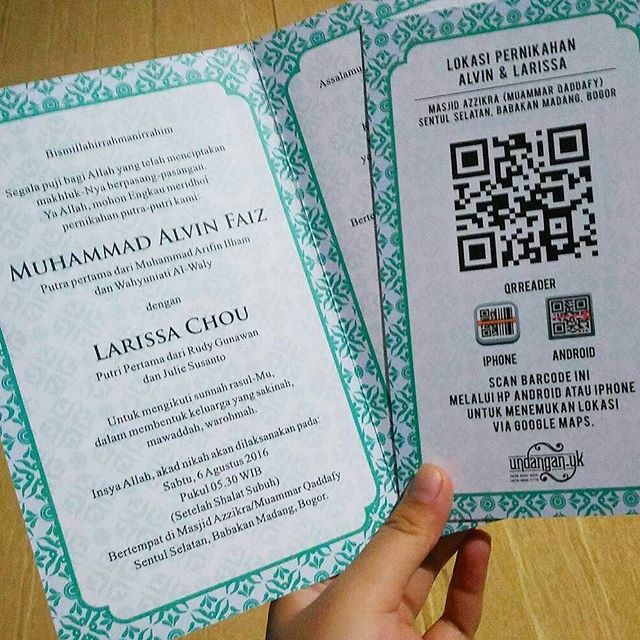 Bismillahirrahmanirrahim
Segala puji bagi Allah yang telah menciptakan
makhluk-Nya berpasang-pasangan.
Ya Allah, mohon Engkau meridhoi
pernikahan putra-putri kami:
MUHAMMAD ALVIN FAIZ
Putra pertama dari Muhammad Arifin Ilham
dan Wahyuniati Al-Waly
dengan
LARISSA CHOU
Putri Pertama dari Rudy Gunawan
dan Julie Susanto
Untuk mengikuti sunnah rasul-Mu,
dalam membentuk keluarga yang sakinah,
mawaddah, warohmah.
Insya Allah, akad nikah akan dilaksanakan pada:
Sabtu, 6 Agustus 2016
Pukul 05.30 WIB
(Setelah Shalat Subuh)
Bertempat di Masjid Azzikra/Muamar Qaddafy
Sentul Selatan, Babakan Madang, Bogor.
Assalamu
LOKASI PERNIKAHAN
ALVIN & LARISSA
MASJID AZZIKRA (MUAMMAR QADDAFY)
SENTUL SELATAN, BABAKAN MADANG, BOGOR
QRREADER
IPHONE
ANDROID
SCAN BARCODE INI
MELALUI HP ANDROID ATAU IPHONE
UNTUK MENEMUKAN LOKASI
VIA GOOGLE MAPS.
undangan.yk